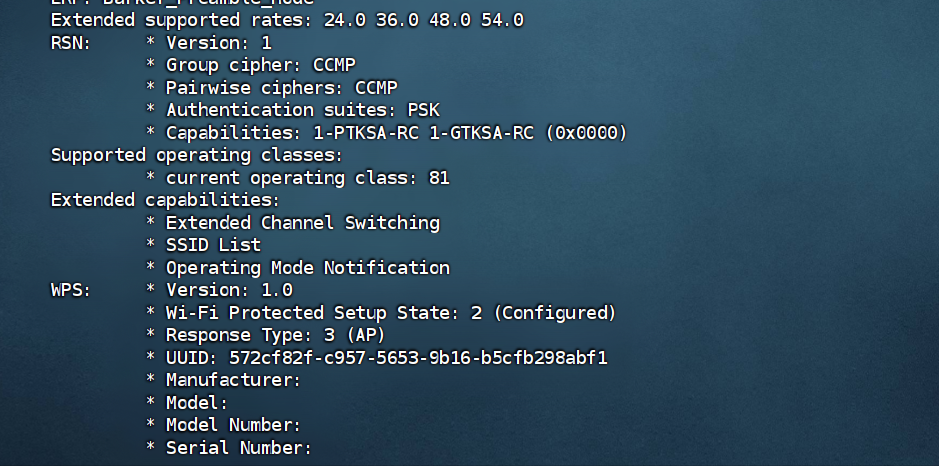 ERP: Barker_Preamble_Mode
Extended supported rates: 24.0 36.0 48.0 54.0
RSN: * Version: 1
* Group cipher: CCMP
* Pairwise ciphers: CCMP
* Authentication suites: PSK
* Capabilities: 1-PTKSA-RC 1-GTKSA-RC (0x0000)
Supported operating classes:
* current operating class: 81
Extended capabilities:
* Extended Channel Switching
* SSID List
* Operating Mode Notification
WPS: * Version: 1.0
* Wi-Fi Protected Setup State: 2 (Configured)
* Response Type: 3 (AP)
* UUID: 572cf82f-c957-5653-9b16-b5cfb298abf1
* Manufacturer:
* Model:
* Model Number:
* Serial Number: